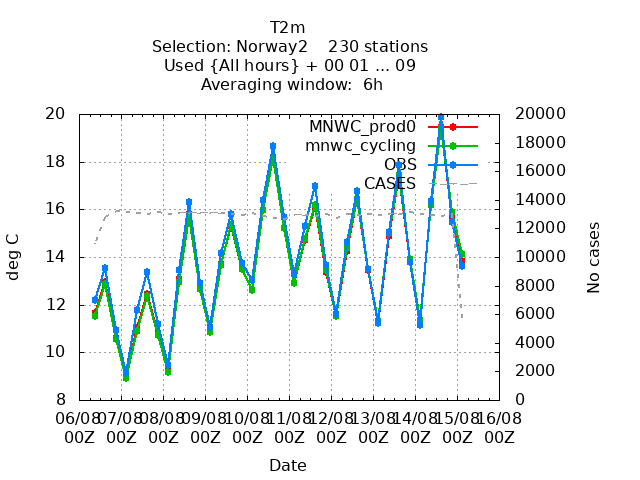 T2m
Selection: Norway2    230 stations
Used {All hours} + 00 01 ... 09
Averaging window:  6h
deg C
20
18
16
14
12
10
8
MNWC_prod0
mnwc_cycling
OBS
CASES
20000
18000
16000
14000
12000
10000
8000
6000
4000
2000
0
No cases
06/08 07/08 08/08 09/08 10/08 11/08 12/08 13/08 14/08 15/08 16/08
00Z 00Z 00Z 00Z 00Z 00Z 00Z 00Z 00Z 00Z 00Z
Date